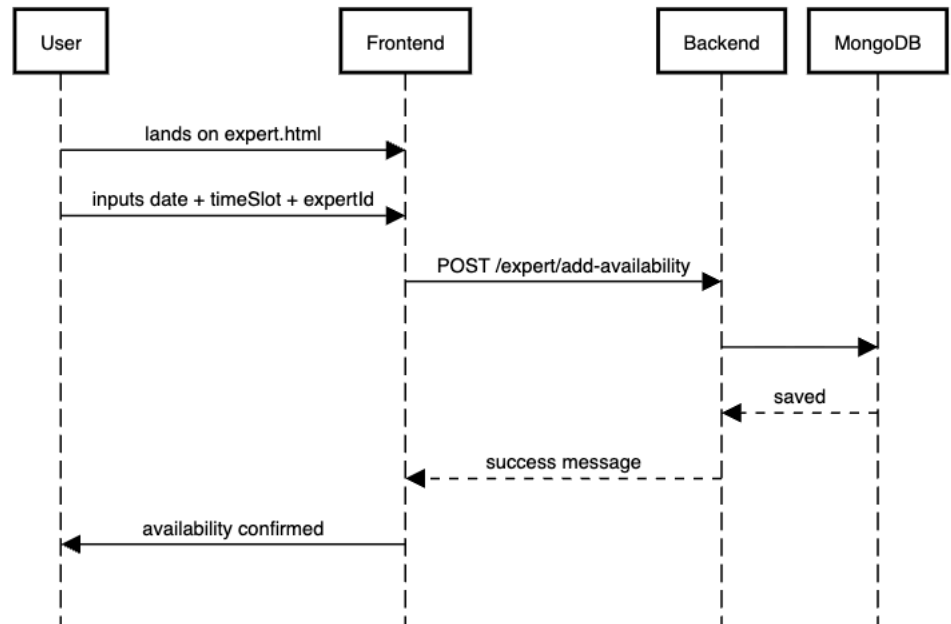 User
Frontend
Backend
MongoDB
lands on expert.html
inputs date + timeSlot + expertId
POST /expert/add-availability
saved
success message
availability confirmed